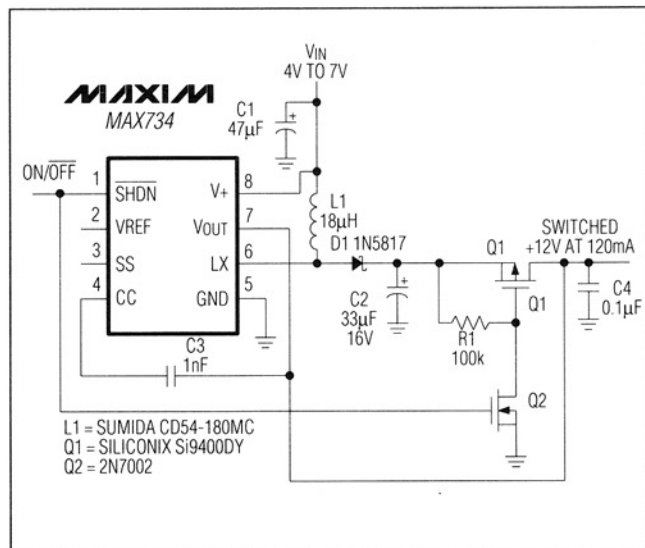 VIN
4V TO 7V
MAXIM
MAX734
C1
47µF
ON/OFF
1 SHDN V+ 8
2 VREF VOUT 7
3 SS LX 6
4 CC GND 5
L1
18µH
D1 1N5817
Q1
SWITCHED
+12V AT 120mA
C2
33µF
16V
R1
100k
Q1
C4
0.1µF
C3
1nF
Q2
L1 = SUMIDA CD54-180MC
Q1 = SILICONIX Si9400DY
Q2 = 2N7002